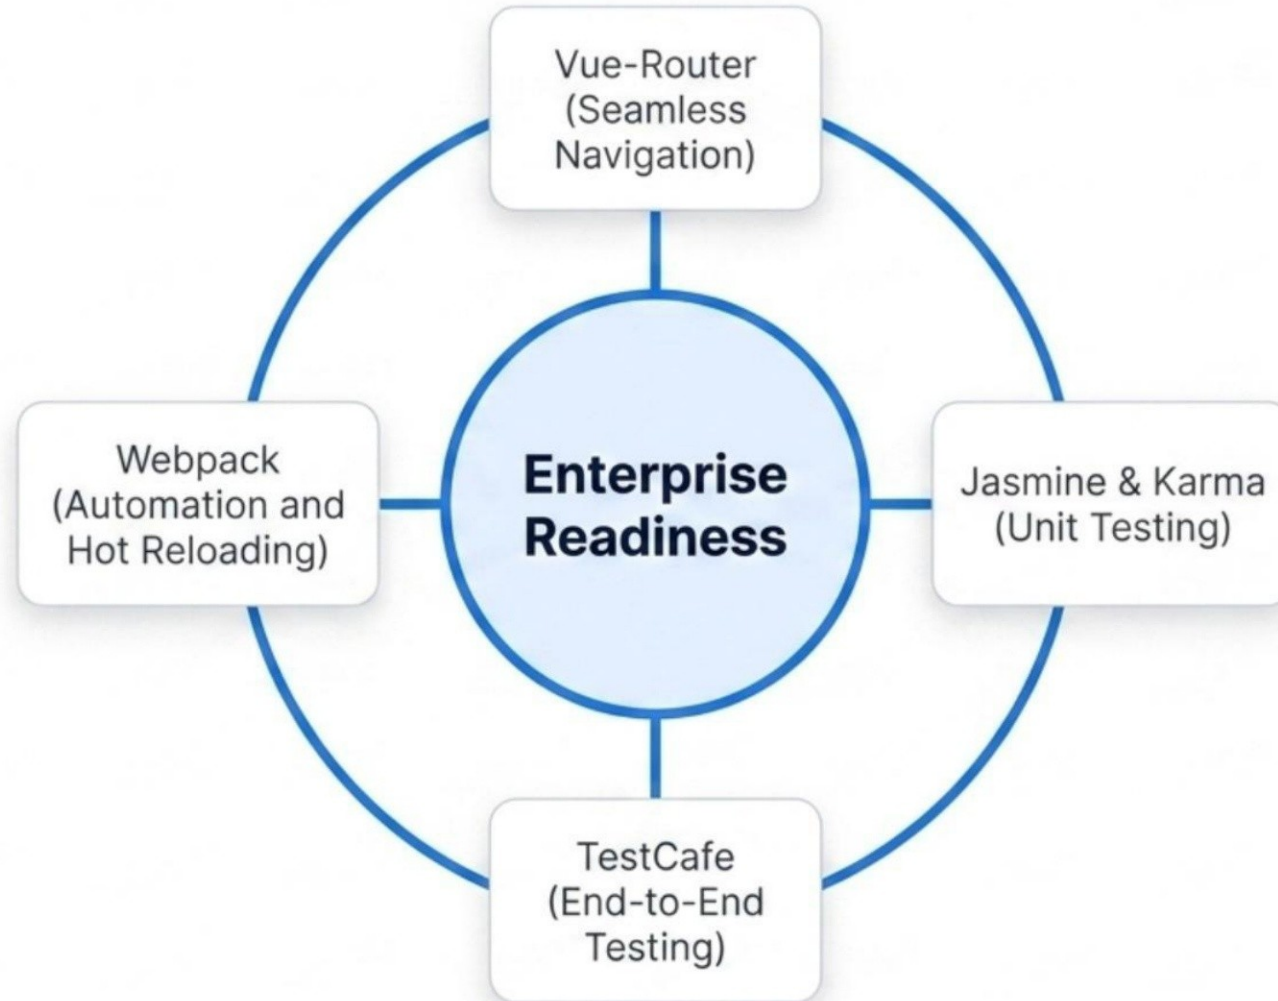 Vue-Router
(Seamless
Navigation)
Webpack
(Automation and
Hot Reloading)
Enterprise
Readiness
Jasmine & Karma
(Unit Testing)
TestCafe
(End-to-End
Testing)